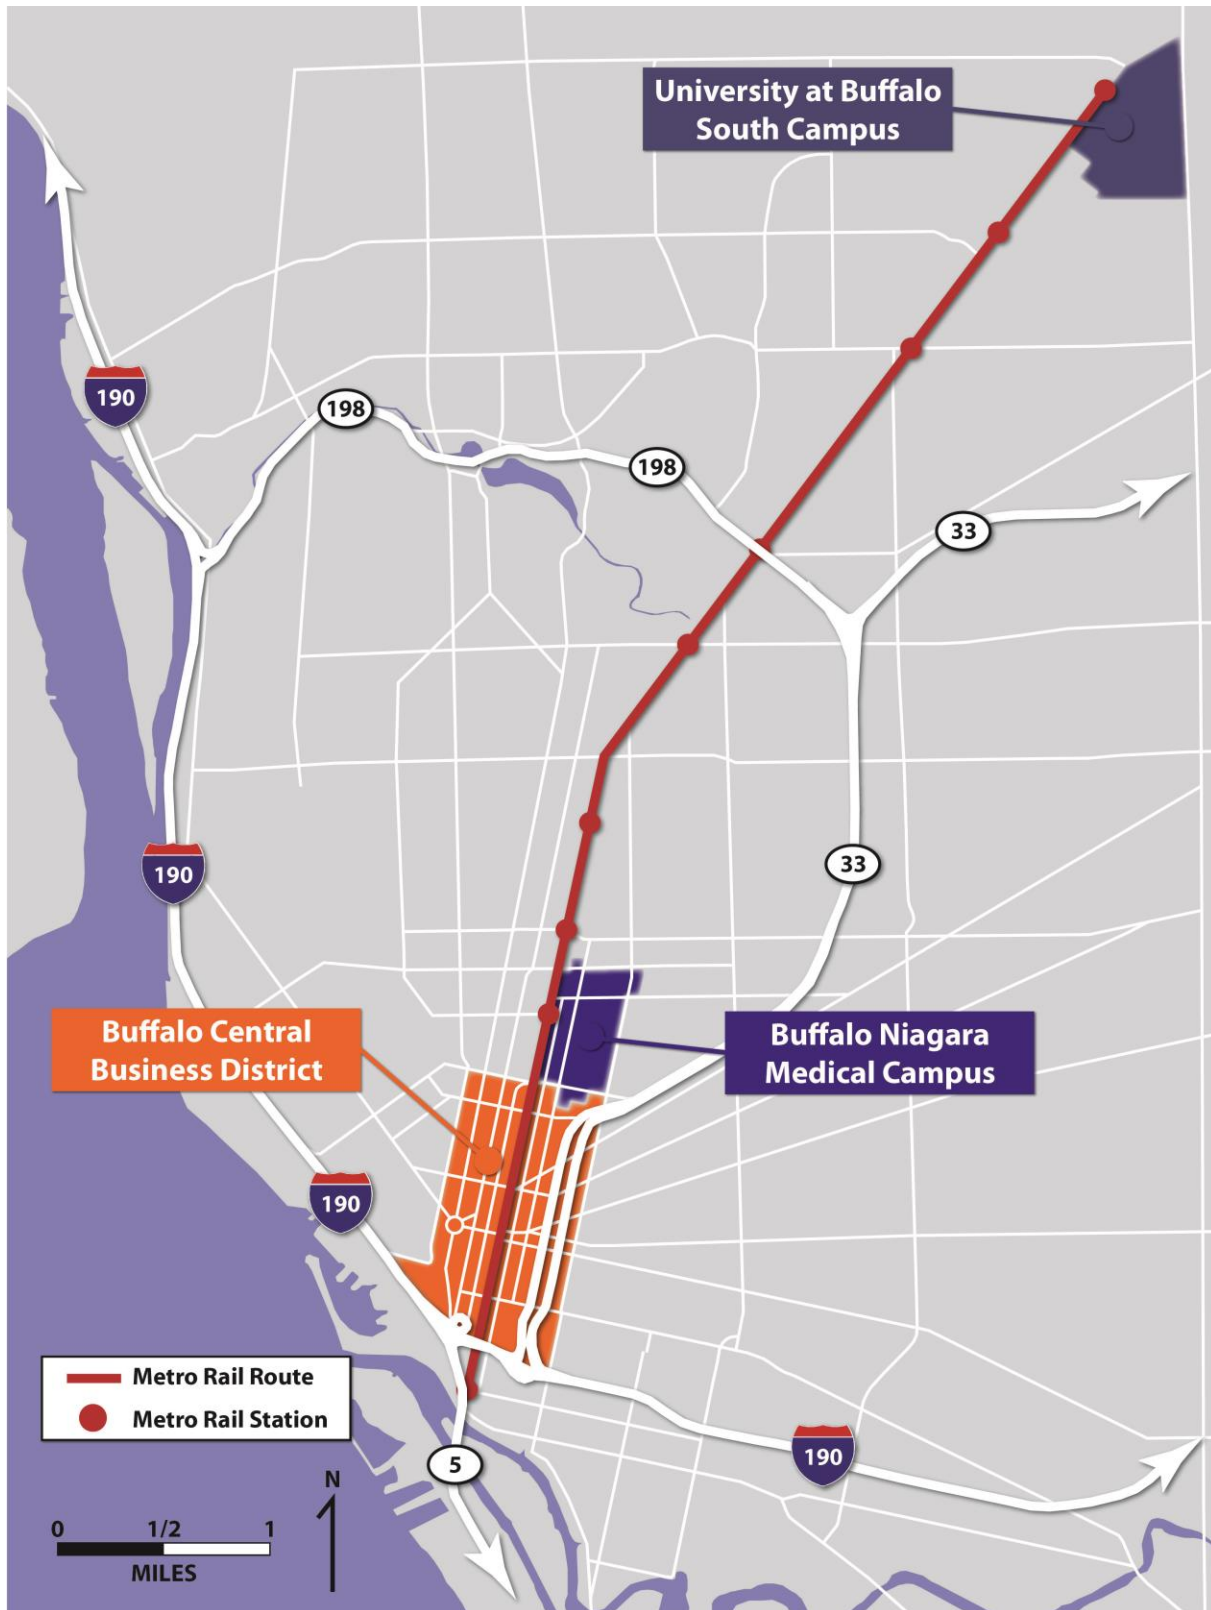 University at Buffalo
South Campus
190
198
198
33
190
33
Buffalo Central
Business District
Buffalo Niagara
Medical Campus
190
Metro Rail Route
Metro Rail Station
5
190
N
0 1/2 1
MILES